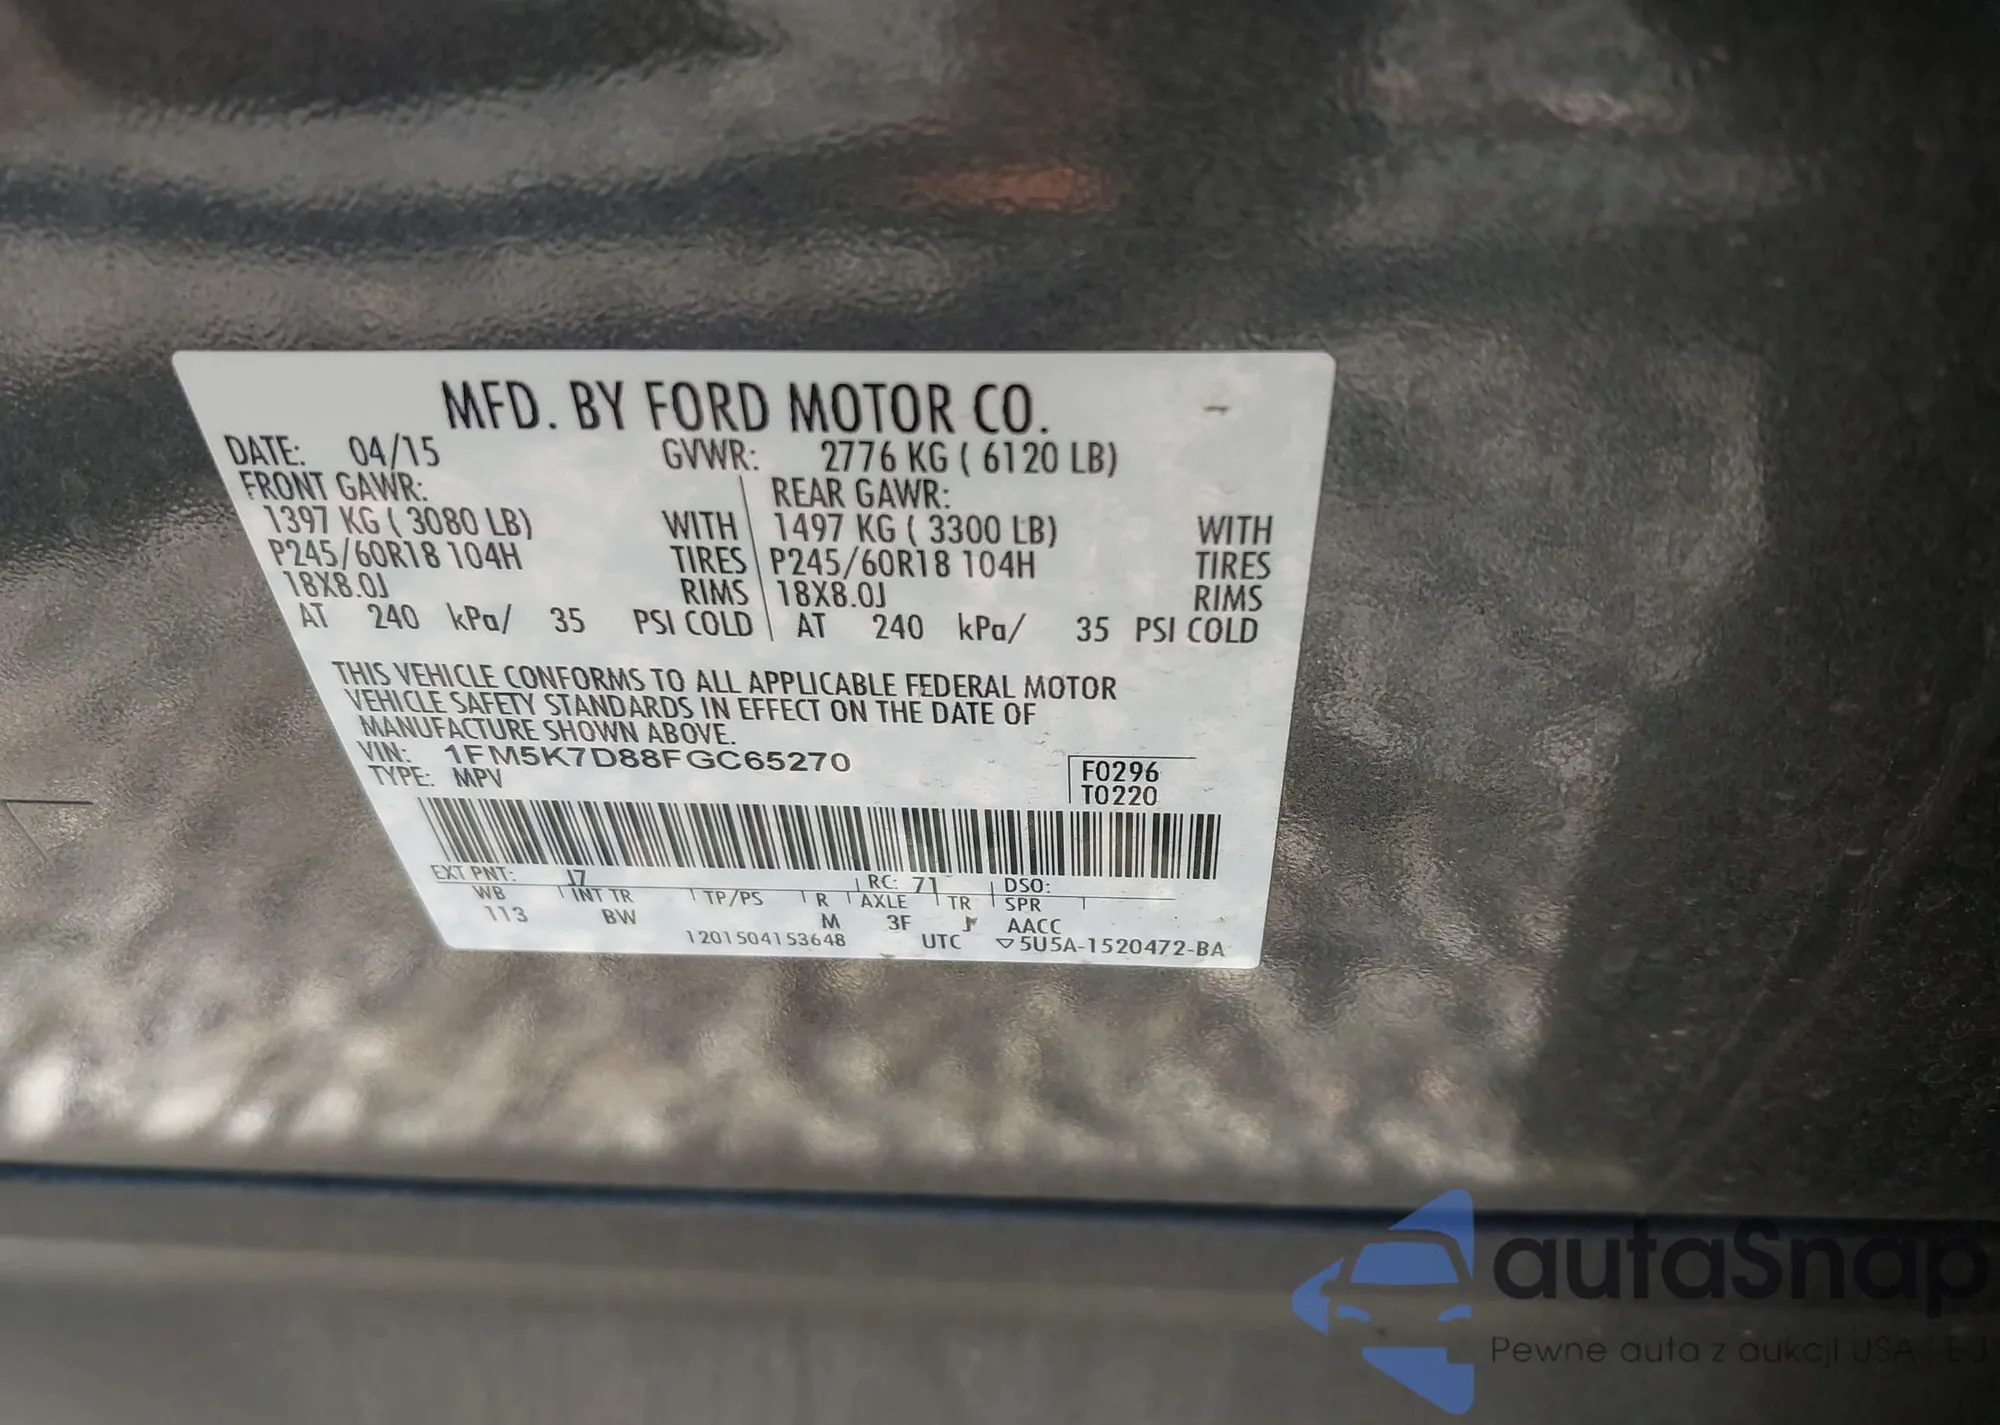 MFD. BY FORD MOTOR CO.
DATE: 04/15 GVWR: 2776 KG ( 6120 LB)
FRONT GAWR: REAR GAWR:
1397 KG ( 3080 LB) WITH 1497 KG ( 3300 LB) WITH
P245/60R18 104H TIRES P245/60R18 104H TIRES
18X8.0J RIMS 18X8.0J RIMS
AT 240 kPa/ 35 PSI COLD AT 240 kPa/ 35 PSI COLD
THIS VEHICLE CONFORMS TO ALL APPLICABLE FEDERAL MOTOR
VEHICLE SAFETY STANDARDS IN EFFECT ON THE DATE OF
MANUFACTURE SHOWN ABOVE.
VIN: 1FM5K7D88FGC65270
TYPE: MPV
F0296
T0220
EXT PNT: J7 RC: 71 DSO:
WB INT TR TP/PS R AXLE TR SPR
113 BW M 3F J AACC
1201504153648 UTC ▽5U5A-1520472-BA
autaSnap
Pewne auta z aukcji USA i EU